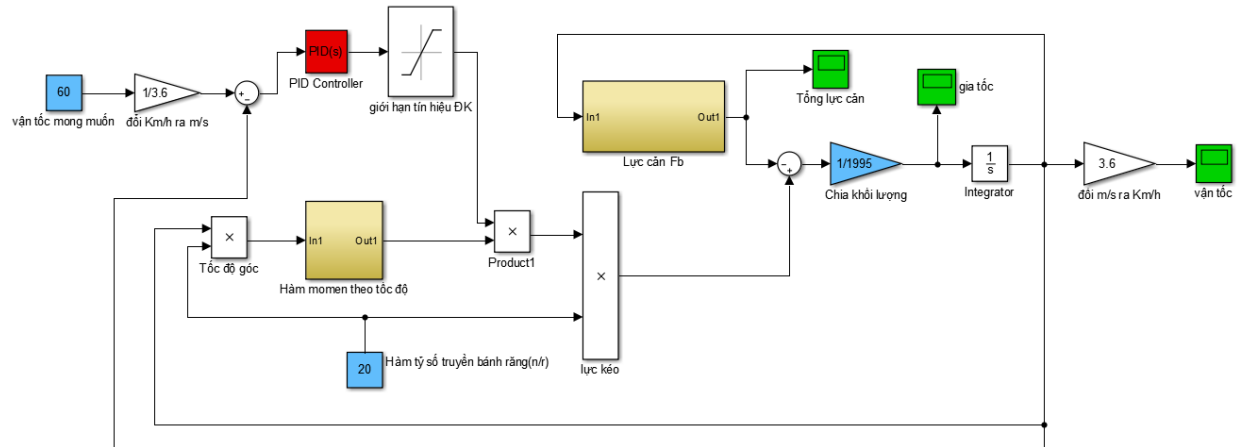 60
vận tốc mong muốn
1/3.6
đổi Km/h ra m/s
+
−
PID(s)
PID Controller
giới hạn tín hiệu ĐK
In1
Out1
Lực cản Fb
Tổng lực cản
gia tốc
−
+
1/1995
Chia khối lượng
1
s
Integrator
3.6
đổi m/s ra Km/h
vận tốc
×
Tốc độ góc
In1
Out1
Hàm momen theo tốc độ
×
Product1
×
lực kéo
20
Hàm tỷ số truyền bánh răng(n/r)